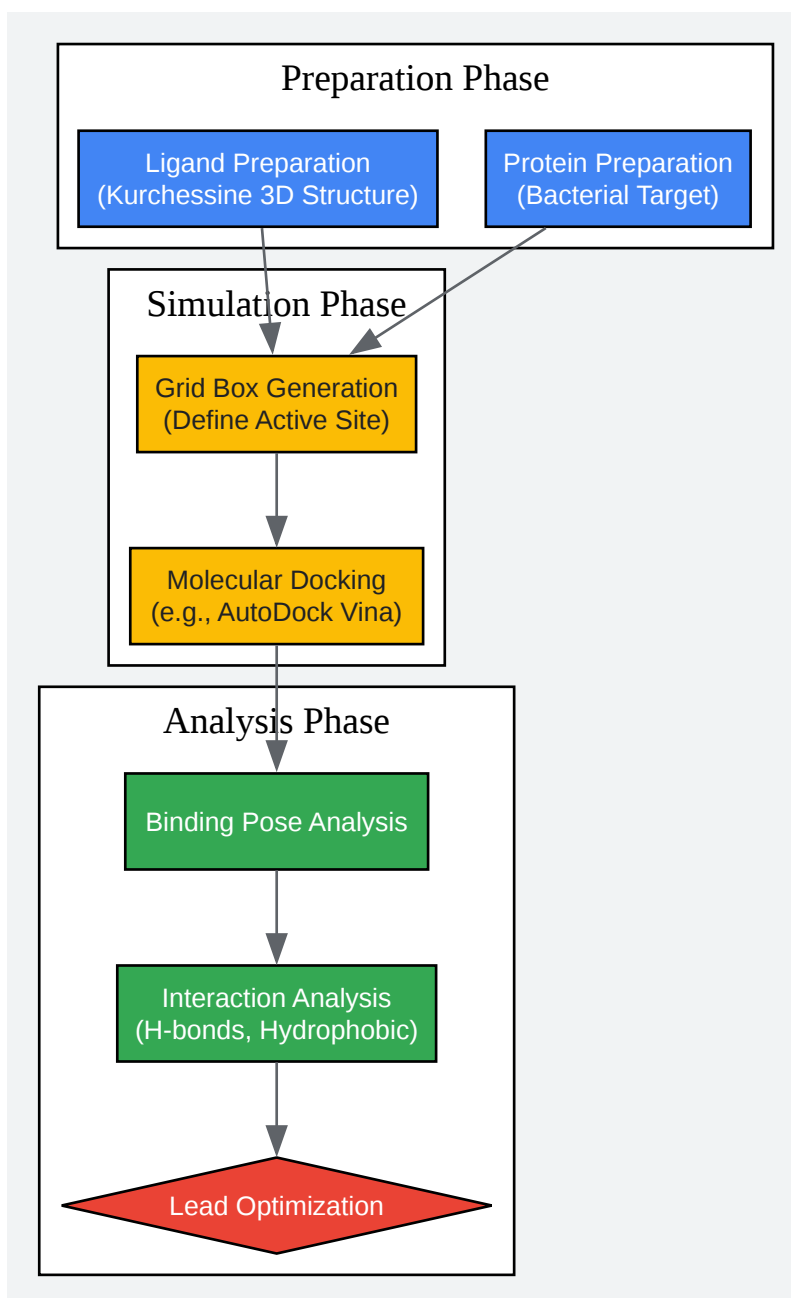 Preparation Phase
Ligand Preparation
(Kurchessine 3D Structure)
Protein Preparation
(Bacterial Target)
Simulation Phase
Grid Box Generation
(Define Active Site)
Molecular Docking
(e.g., AutoDock Vina)
Analysis Phase
Binding Pose Analysis
Interaction Analysis
(H-bonds, Hydrophobic)
Lead Optimization